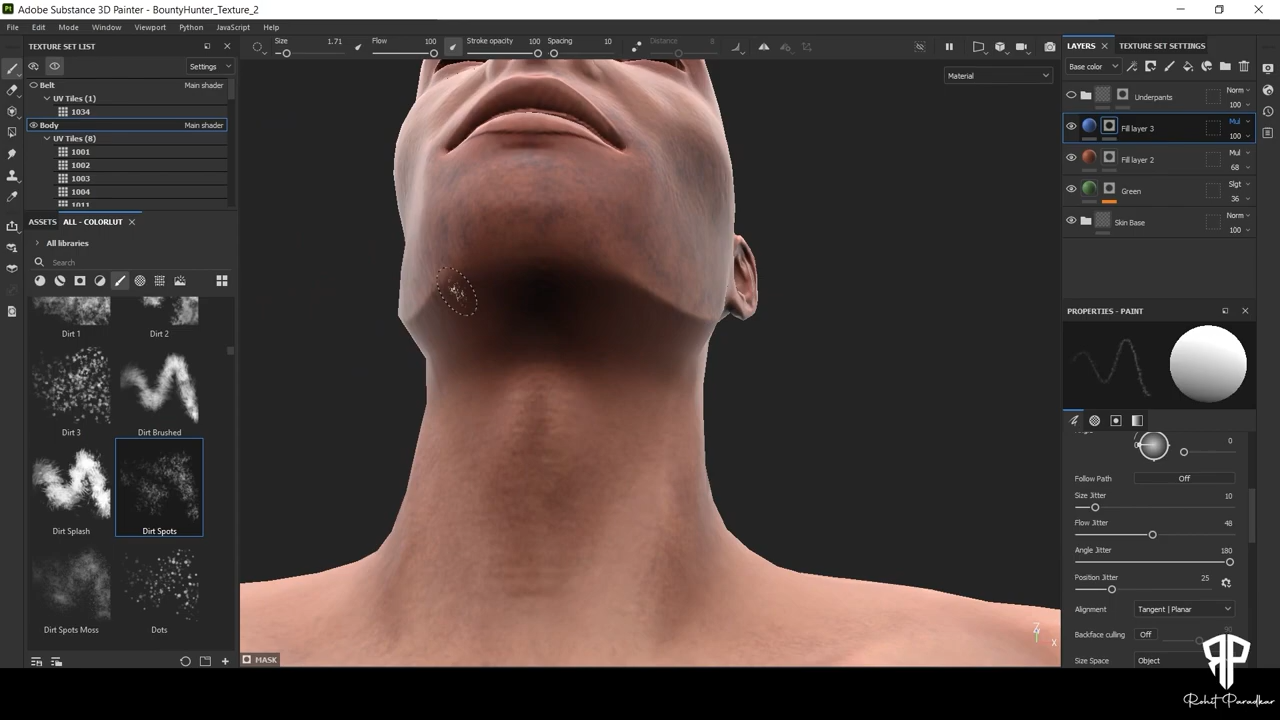 Adobe Substance 3D Painter - BountyHunter_Texture_2
File Edit Mode Window Viewport Python JavaScript Help
TEXTURE SET LIST
Size 1.71 Flow 100 Stroke opacity 100 Spacing 10 Distance 8
LAYERS TEXTURE SET SETTINGS
Settings
Base color
Material
Belt Main shader
UV Tiles (1)
1034
Body Main shader
UV Tiles (8)
1001
1002
1003
1004
1011
Underpants Norm 100
Fill layer 3 Mul 100
Fill layer 2 Mul 68
Green Slgt 36
Skin Base Norm 100
ASSETS ALL - COLORLUT
All libraries
Search
Dirt 1 Dirt 2
Dirt 3 Dirt Brushed
Dirt Splash Dirt Spots
Dirt Spots Moss Dots
PROPERTIES - PAINT
0
Follow Path Off
Size Jitter 10
Flow Jitter 48
Angle Jitter 180
Position Jitter 25
Alignment Tangent | Planar
Backface culling Off
Size Space Object
MASK
Z
X
Rohit Paradkar